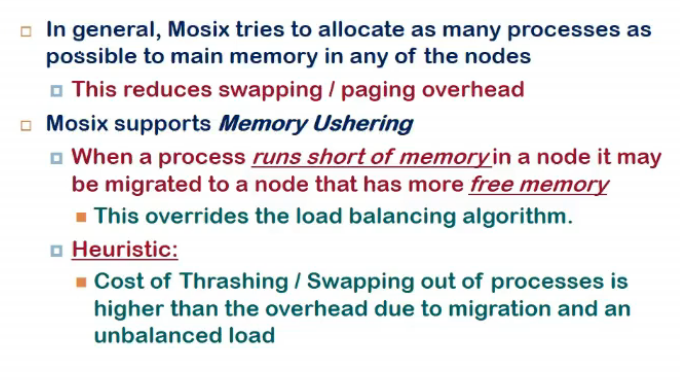 In general, Mosix tries to allocate as many processes as
possible to main memory in any of the nodes
This reduces swapping / paging overhead
Mosix supports Memory Ushering
When a process runs short of memory in a node it may
be migrated to a node that has more free memory
This overrides the load balancing algorithm.
Heuristic:
Cost of Thrashing / Swapping out of processes is
higher than the overhead due to migration and an
unbalanced load